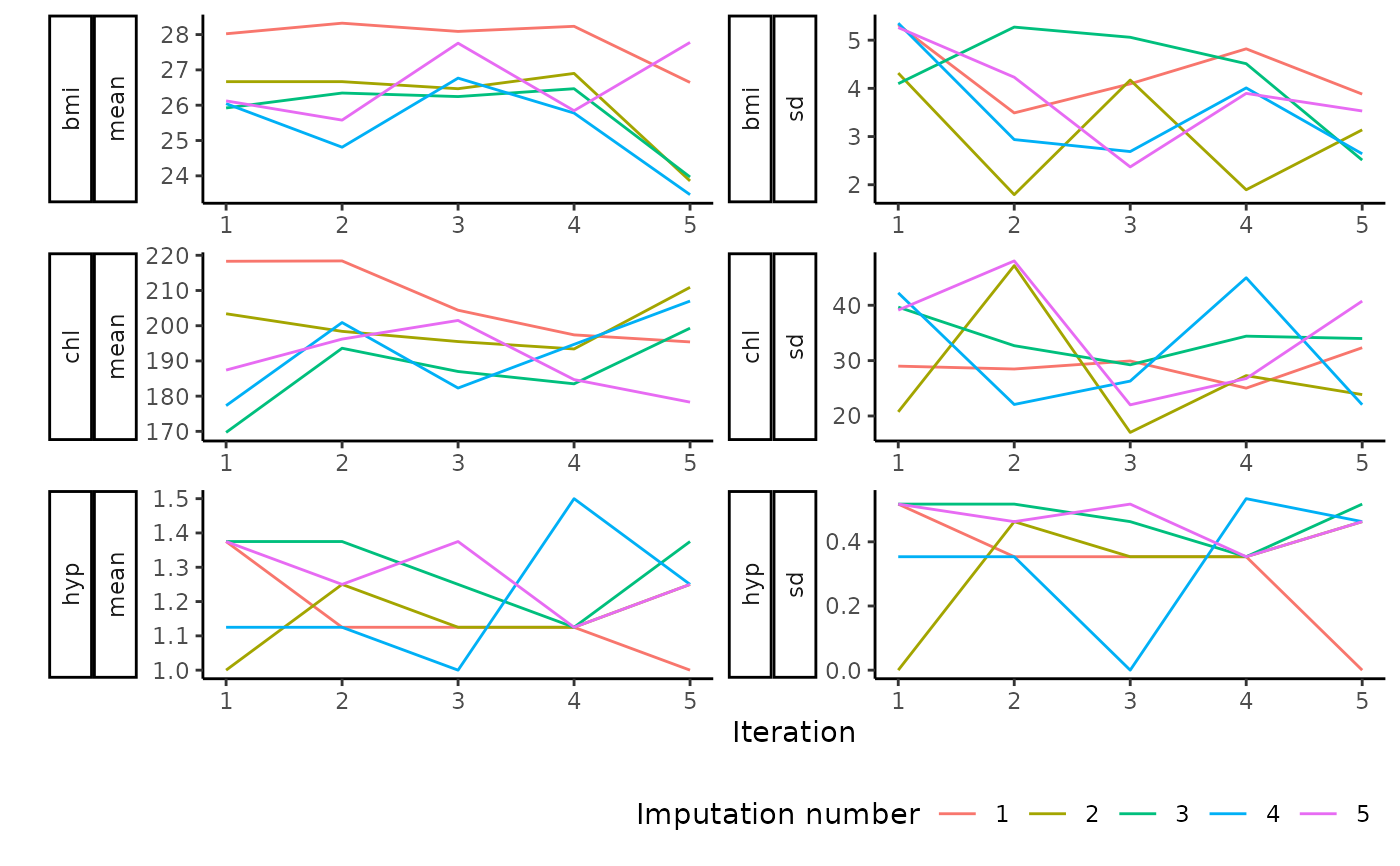 bmi mean
28
27
26
25
24
1 2 3 4 5
bmi sd
5
4
3
2
1 2 3 4 5
chl mean
220
210
200
190
180
170
1 2 3 4 5
chl sd
40
30
20
1 2 3 4 5
hyp mean
1.5
1.4
1.3
1.2
1.1
1.0
1 2 3 4 5
hyp sd
0.4
0.2
0.0
1 2 3 4 5
Iteration
Imputation number 1 2 3 4 5